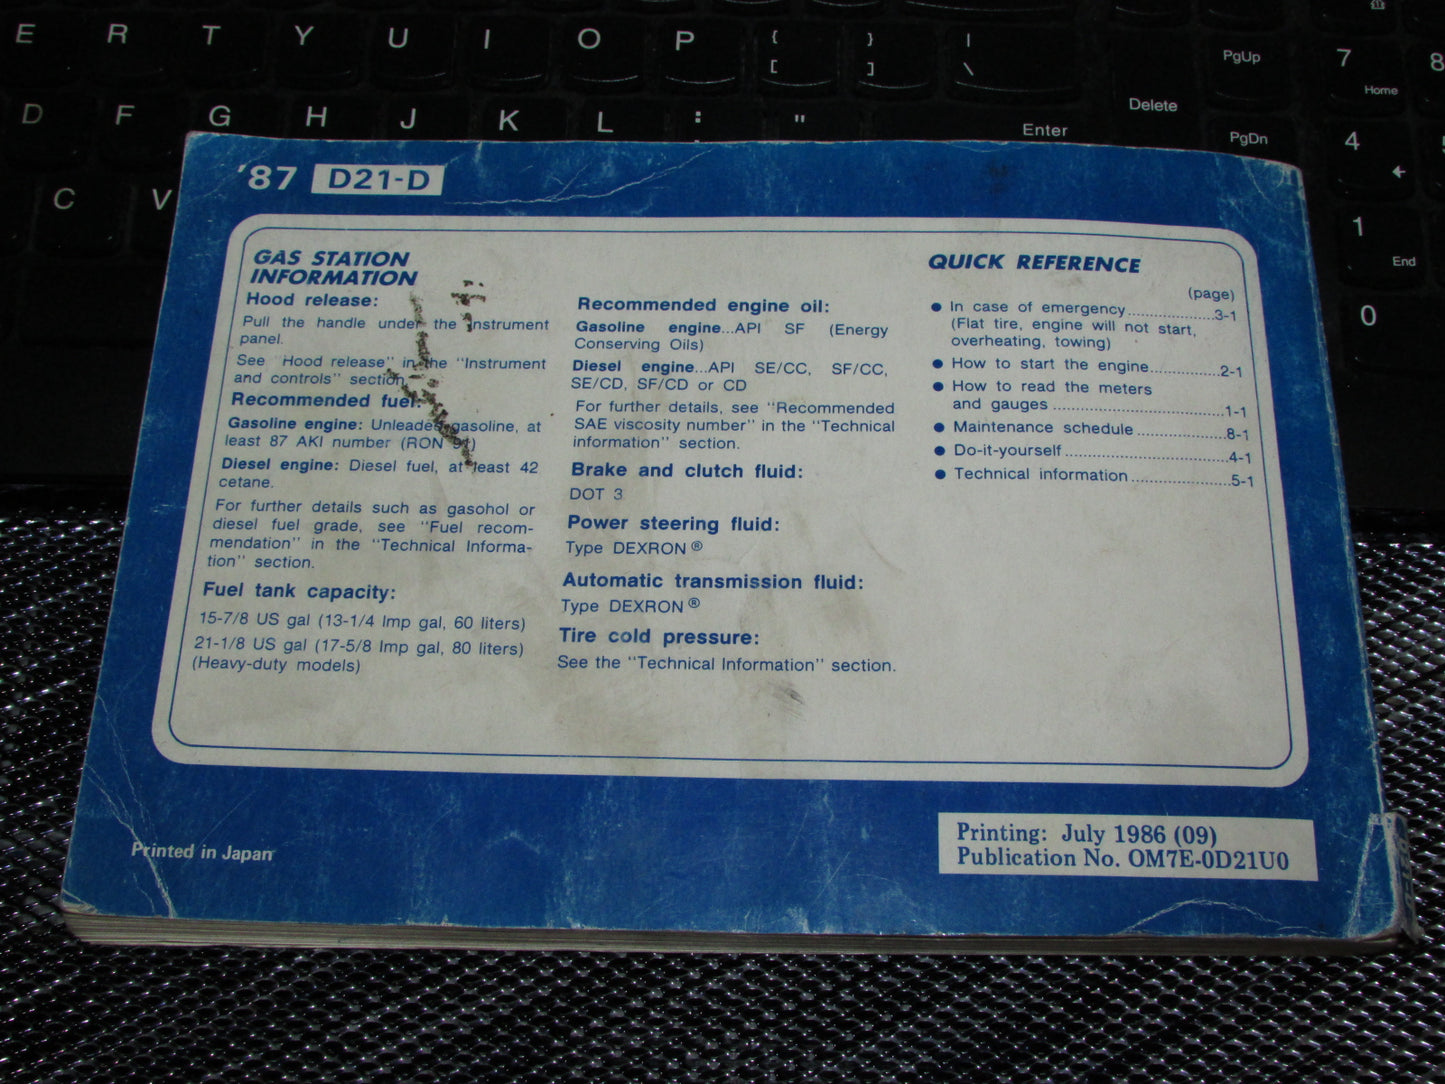 E R T Y U I O P { [ } ] | \ Delete PgUp 7 Home 8
D F G H J K L : " Enter PgDn 4
C V 1 End
0
'87 D21-D
GAS STATION
INFORMATION
Hood release:
Pull the handle under the instrument
panel.
See "Hood release" in the "Instrument
and controls" section.
Recommended fuel:
Gasoline engine: Unleaded gasoline, at
least 87 AKI number (RON 91)
Diesel engine: Diesel fuel, at least 42
cetane.
For further details such as gasohol or
diesel fuel grade, see "Fuel recom-
mendation" in the "Technical Informa-
tion" section.
Fuel tank capacity:
15-7/8 US gal (13-1/4 Imp gal, 60 liters)
21-1/8 US gal (17-5/8 Imp gal, 80 liters)
(Heavy-duty models)
Recommended engine oil:
Gasoline engine...API SF (Energy
Conserving Oils)
Diesel engine...API SE/CC, SF/CC,
SE/CD, SF/CD or CD
For further details, see "Recommended
SAE viscosity number" in the "Technical
information" section.
Brake and clutch fluid:
DOT 3
Power steering fluid:
Type DEXRON®
Automatic transmission fluid:
Type DEXRON®
Tire cold pressure:
See the "Technical Information" section.
QUICK REFERENCE
(page)
● In case of emergency....................3-1
(Flat tire, engine will not start,
overheating, towing)
● How to start the engine...............2-1
● How to read the meters
and gauges ....................................1-1
● Maintenance schedule ...................8-1
● Do-it-yourself ..................................4-1
● Technical information .....................5-1
Printed in Japan
Printing: July 1986 (09)
Publication No. OM7E-0D21U0